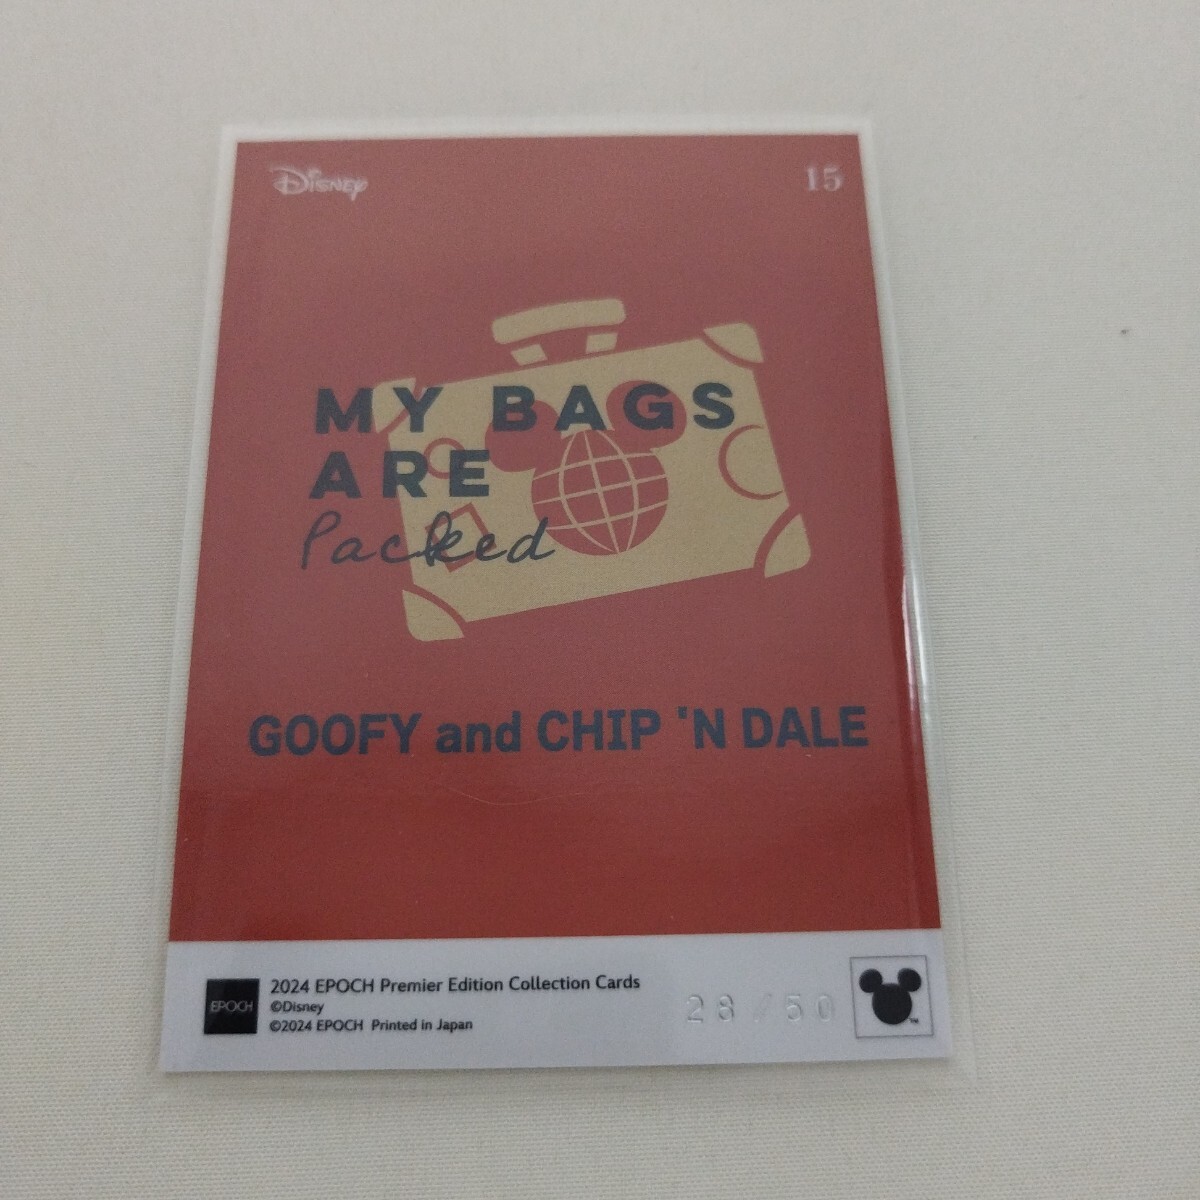 Disney
15
MY BAGS
ARE
Packed
GOOFY and CHIP 'N DALE
EPOCH
2024 EPOCH Premier Edition Collection Cards
©Disney
©2024 EPOCH Printed in Japan
28/50
TM